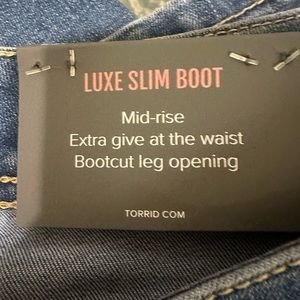 LUXE SLIM BOOT
Mid-rise
Extra give at the waist
Bootcut leg opening
TORRID COM